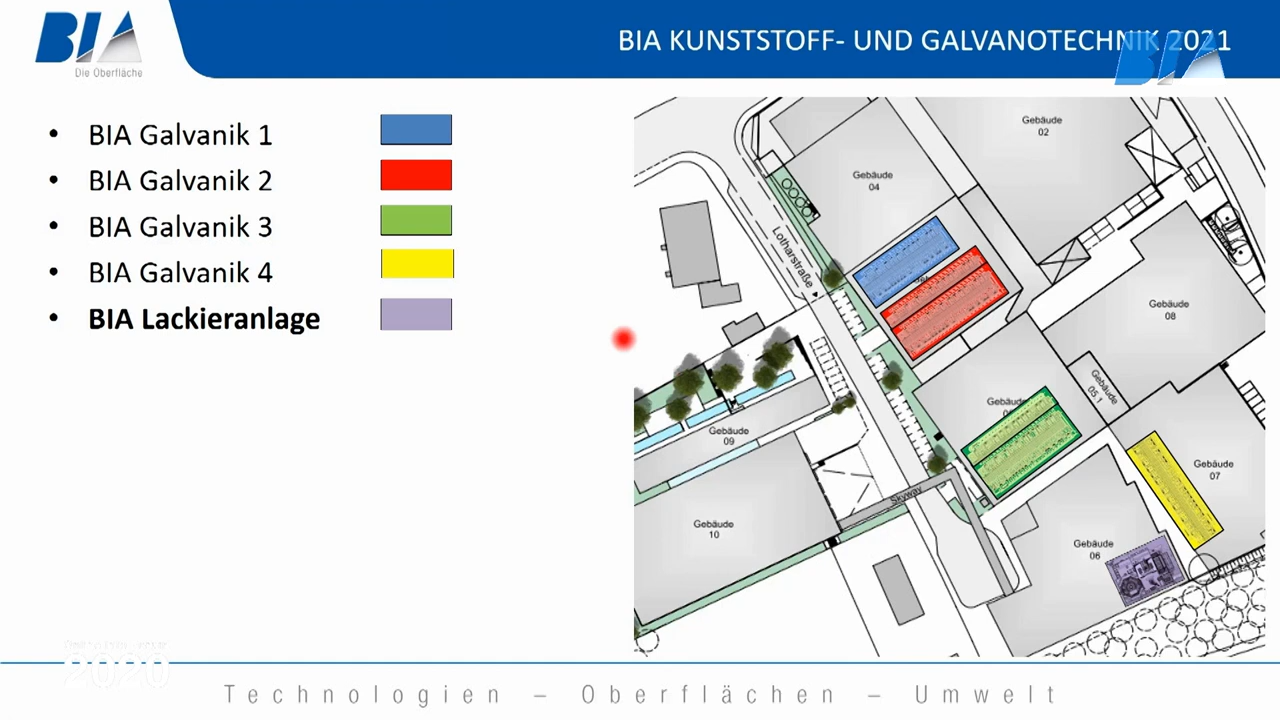 BIA
Die Oberfläche
BIA KUNSTSTOFF- UND GALVANOTECHNIK 2021
BIA
• BIA Galvanik 1
• BIA Galvanik 2
• BIA Galvanik 3
• BIA Galvanik 4
• BIA Lackieranlage
Gebäude
02
Gebäude
04
Lotharstraße
Gebäude
08
Gebäude
05.1
Gebäude
Gebäude
09
Gebäude
07
Skyway
Gebäude
10
Gebäude
06
2020
Technologien – Oberflächen – Umwelt